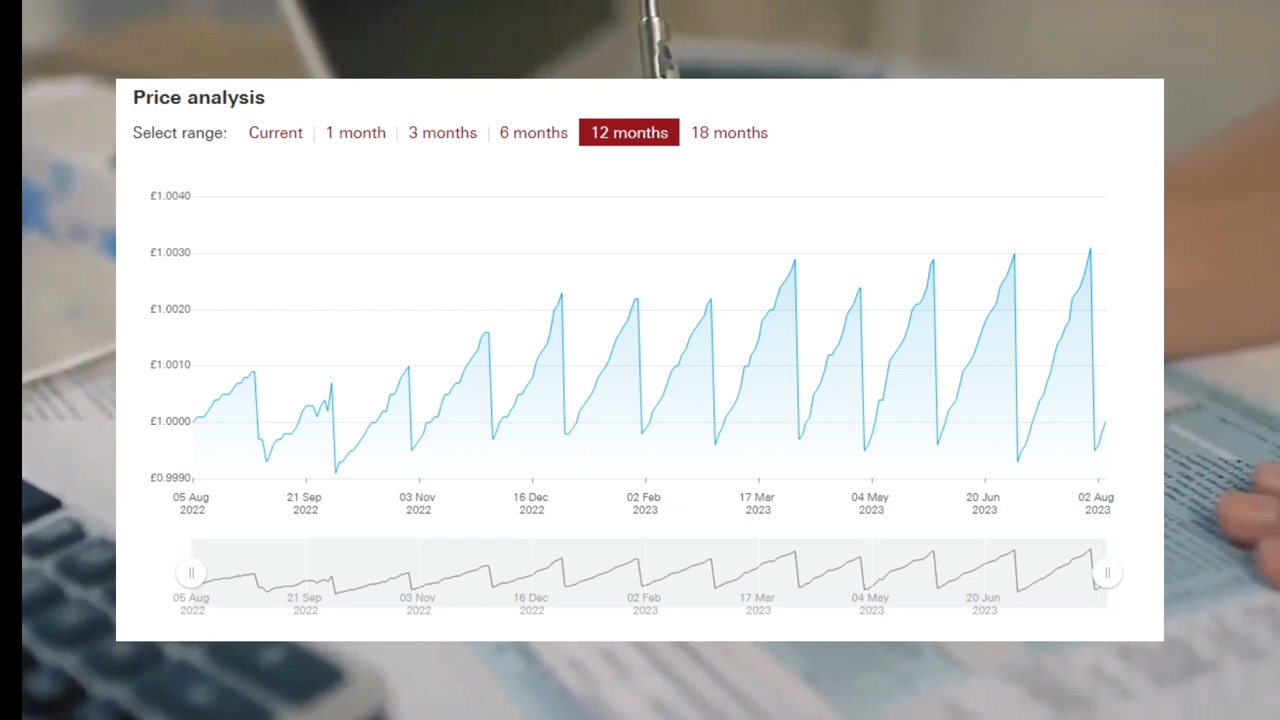 Price analysis
Select range: Current 1 month 3 months 6 months 12 months 18 months
£1.0040
£1.0030
£1.0020
£1.0010
£1.0000
£0.9990
05 Aug 21 Sep 03 Nov 16 Dec 02 Feb 17 Mar 04 May 20 Jun 02 Aug
2022 2022 2022 2022 2023 2023 2023 2023 2023
05 Aug 21 Sep 03 Nov 16 Dec 02 Feb 17 Mar 04 May 20 Jun
2022 2022 2022 2022 2023 2023 2023 2023